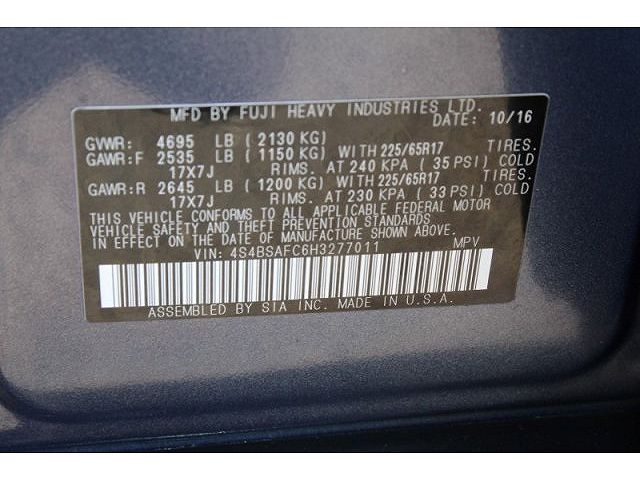 MFD BY FUJI HEAVY INDUSTRIES LTD.
DATE: 10/16
GVWR: 4695 LB (2130 KG)
GAWR:F 2535 LB (1150 KG) WITH 225/65R17 TIRES.
17X7J RIMS. AT 240 KPA (35 PSI) COLD
GAWR:R 2645 LB (1200 KG) WITH 225/65R17 TIRES.
17X7J RIMS. AT 230 KPA (33 PSI) COLD
THIS VEHICLE CONFORMS TO ALL APPLICABLE FEDERAL MOTOR
VEHICLE SAFETY AND THEFT PREVENTION STANDARDS
IN EFFECT ON THE DATE OF MANUFACTURE SHOWN ABOVE.
VIN: 4S4BSAFC6H3277011 MPV
ASSEMBLED BY SIA INC. MADE IN U.S.A.